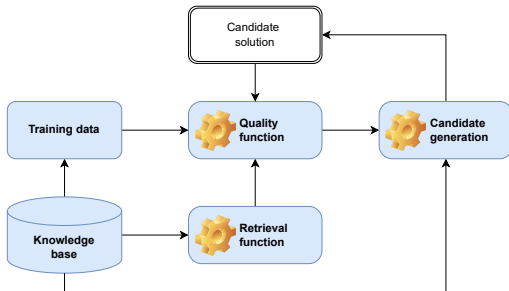 Candidate
solution
Training data
Quality
function
Candidate
generation
Knowledge
base
Retrieval
function